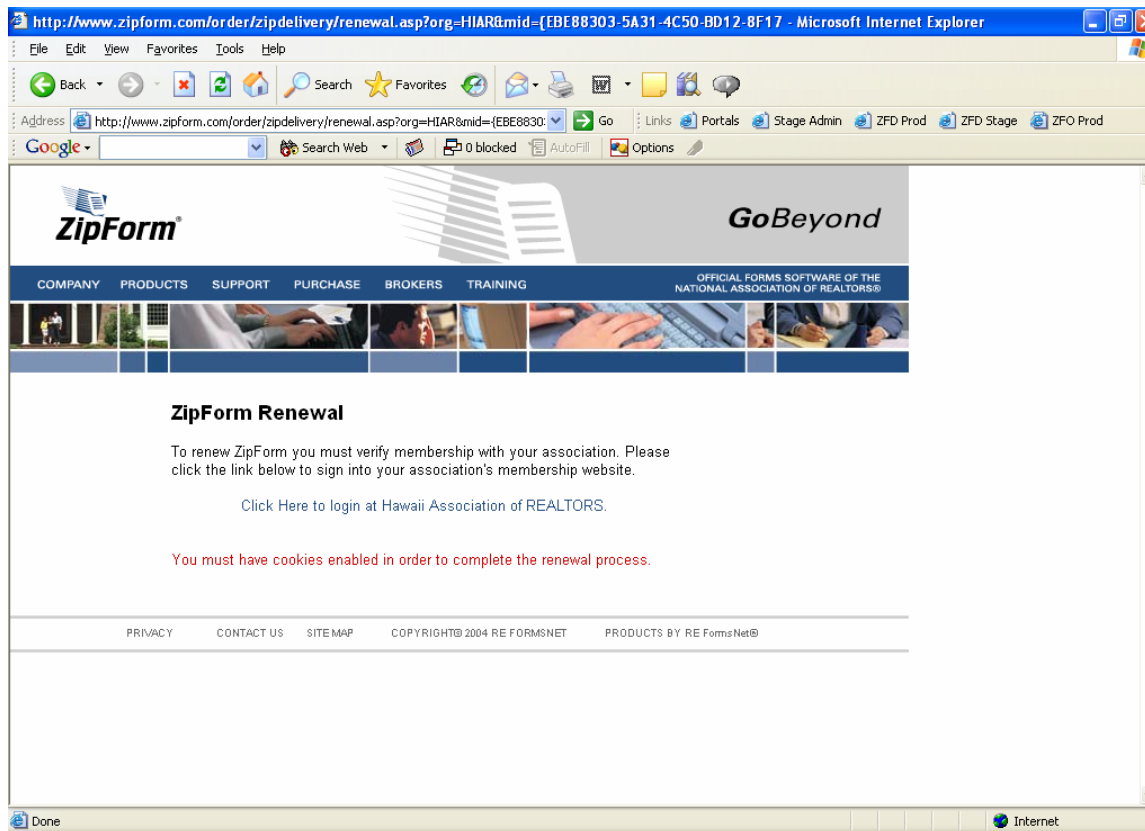 http://www.zipform.com/order/zipdelivery/renewal.asp?org=HIAR&mid={EBE88303-5A31-4C50-BD12-8F17 - Microsoft Internet Explorer
File Edit View Favorites Tools Help
Back Search Favorites
Address http://www.zipform.com/order/zipdelivery/renewal.asp?org=HIAR&mid={EBE8830: Go Links Portals Stage Admin ZFD Prod ZFD Stage ZFO Prod
Google Search Web 0 blocked AutoFill Options
ZipForm® GoBeyond
COMPANY PRODUCTS SUPPORT PURCHASE BROKERS TRAINING OFFICIAL FORMS SOFTWARE OF THE
NATIONAL ASSOCIATION OF REALTORS®
ZipForm Renewal
To renew ZipForm you must verify membership with your association. Please
click the link below to sign into your association's membership website.
Click Here to login at Hawaii Association of REALTORS.
You must have cookies enabled in order to complete the renewal process.
PRIVACY CONTACT US SITE MAP COPYRIGHT© 2004 RE FORMSNET PRODUCTS BY RE FormsNet®
Done Internet